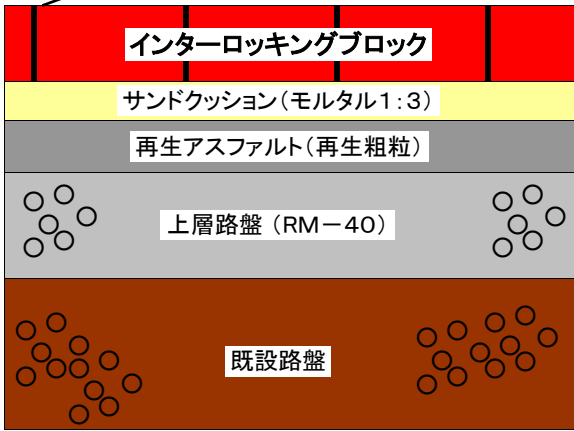 インターロッキングブロック
サンドクッション（モルタル１：３）
再生アスファルト（再生粗粒）
上層路盤（ＲＭ－４０）
既設路盤